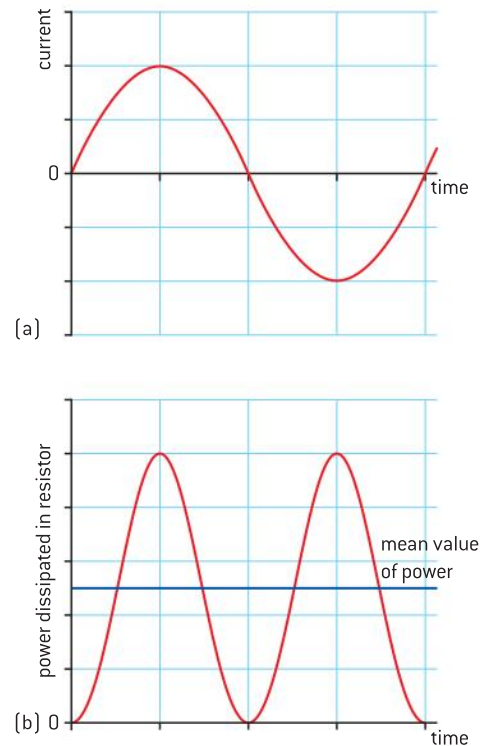 current
0
time
(a)
power dissipated in resistor
mean value
of power
(b) 0
time